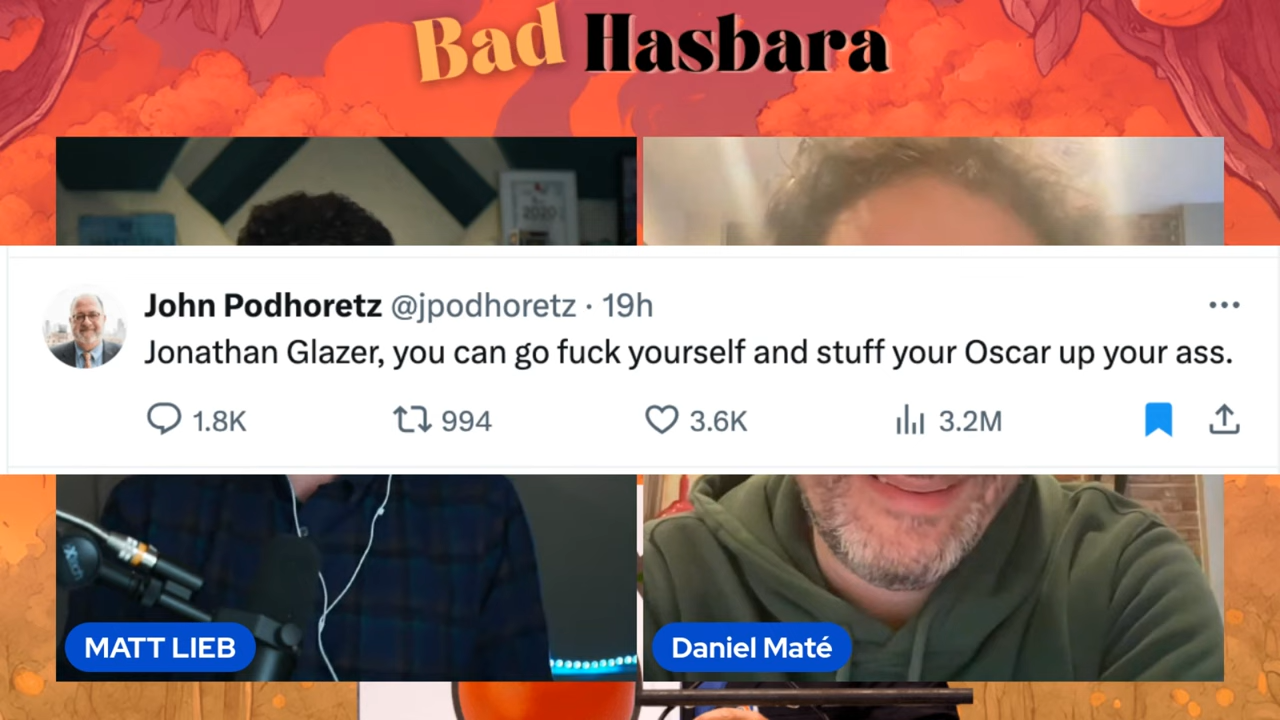 Bad Hasbara
2020
John Podhoretz @jpodhoretz · 19h
Jonathan Glazer, you can go fuck yourself and stuff your Oscar up your ass.
1.8K 994 3.6K 3.2M
MATT LIEB
Daniel Maté